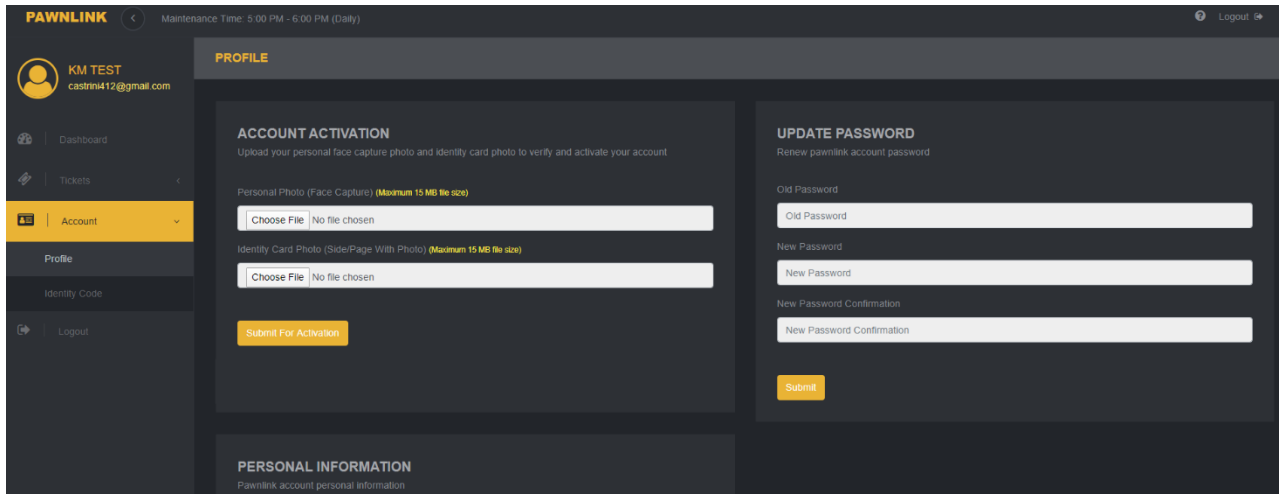 PAWNLINK
Maintenance Time: 5:00 PM - 6:00 PM (Daily)
Logout
KM TEST
castrini412@gmail.com
Dashboard
Tickets
Account
Profile
Identity Code
Logout
PROFILE
ACCOUNT ACTIVATION
Upload your personal face capture photo and identity card photo to verify and activate your account
Personal Photo (Face Capture) (Maximum 15 MB file size)
Choose File No file chosen
Identity Card Photo (Side/Page With Photo) (Maximum 15 MB file size)
Choose File No file chosen
Submit For Activation
UPDATE PASSWORD
Renew pawnlink account password
Old Password
Old Password
New Password
New Password
New Password Confirmation
New Password Confirmation
Submit
PERSONAL INFORMATION
Pawnlink account personal information